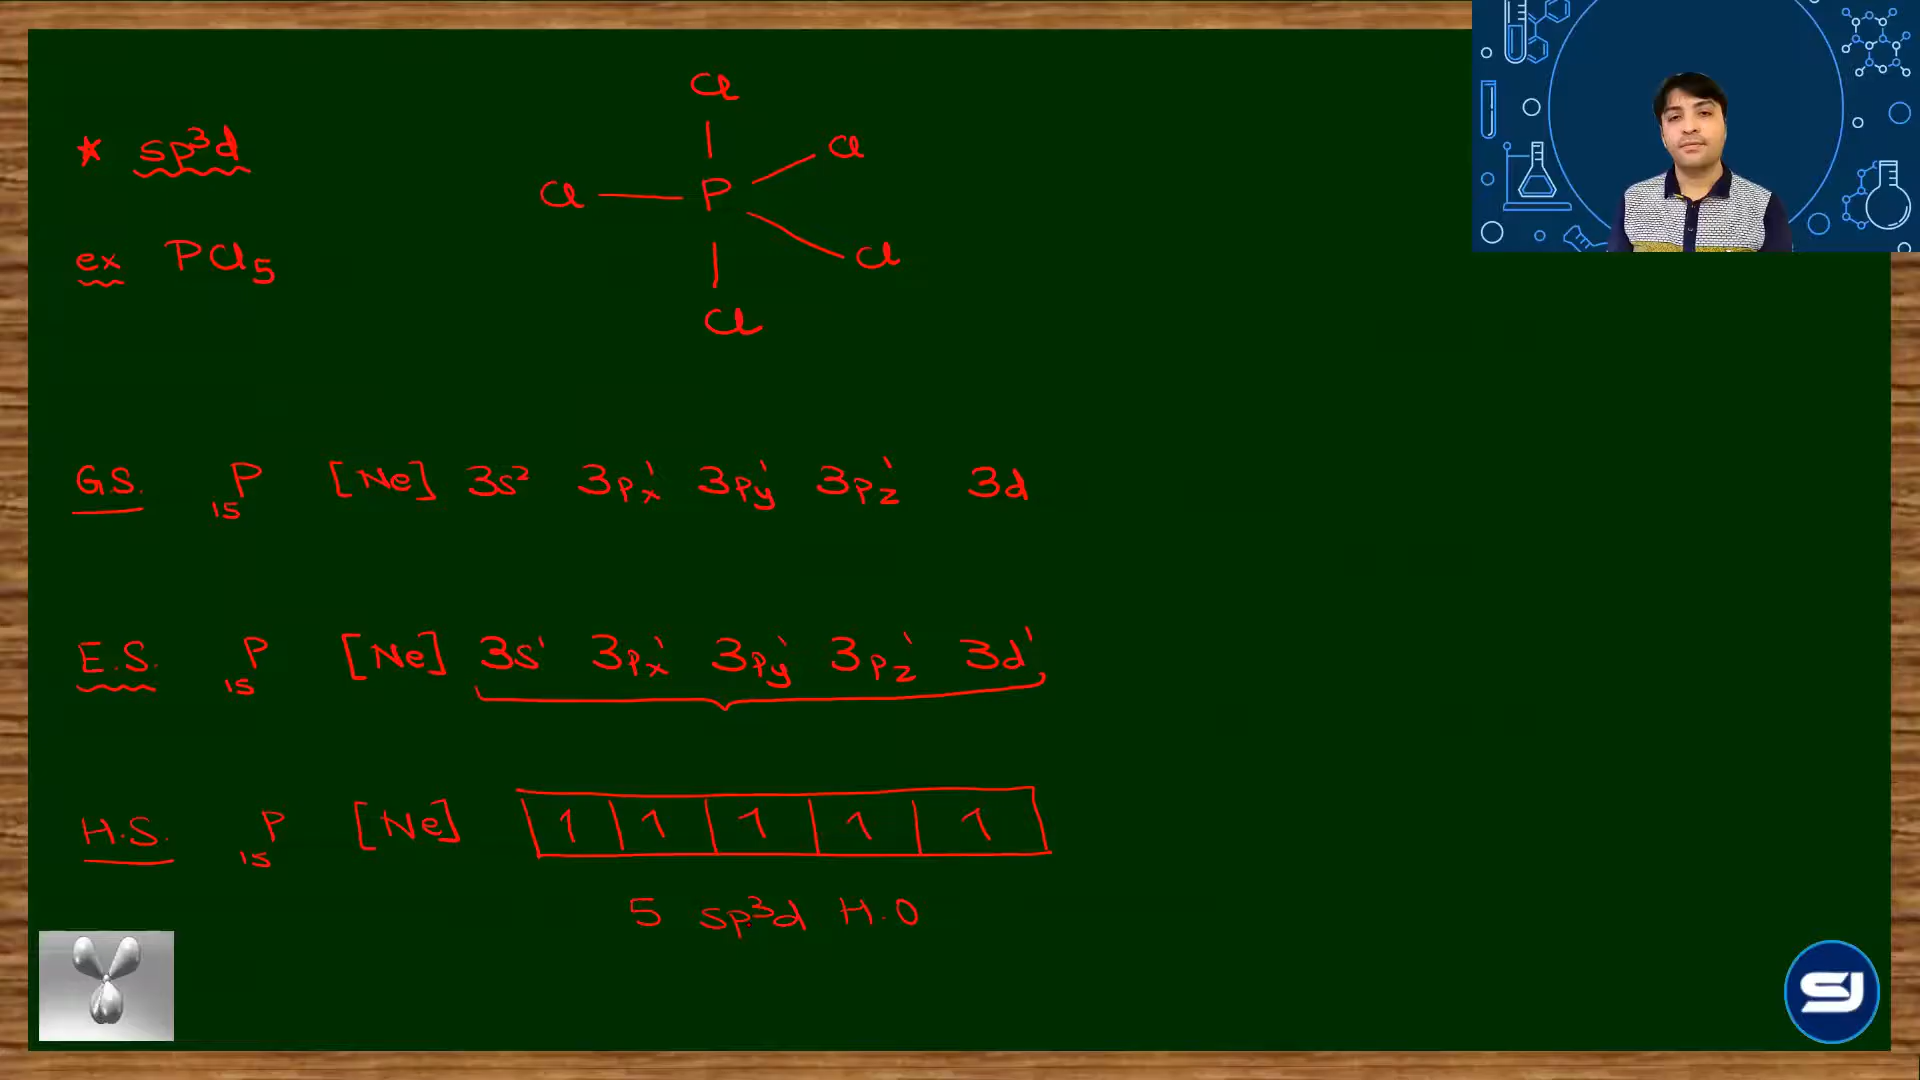 Cl
* sp³d
Cl
Cl P
ex PCl₅
Cl
Cl
G.S. ₁₅P [Ne] 3s² 3pₓ¹ 3py¹ 3pz¹ 3d
E.S. ₁₅P [Ne] 3s¹ 3pₓ¹ 3py¹ 3pz¹ 3d¹
H.S. ₁₅P [Ne] 1 1 1 1 1
5 sp³d H.O
SJ